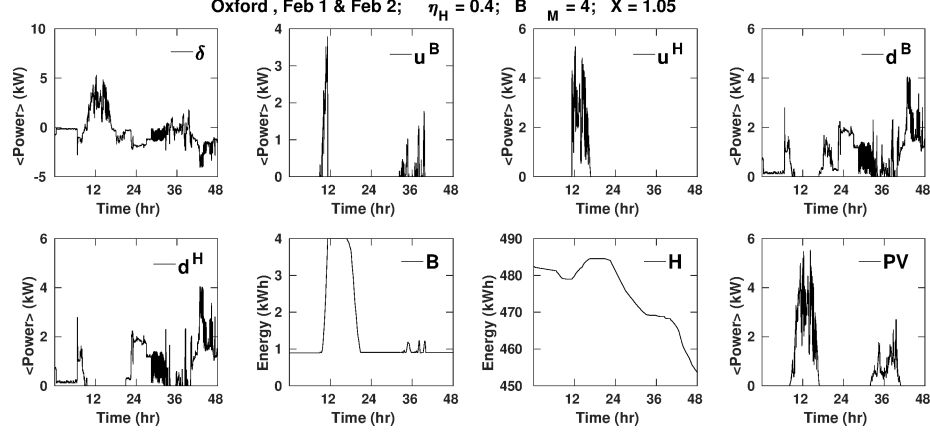 Oxford , Feb 1 & Feb 2; η_H = 0.4; B _M = 4; X = 1.05
10
5
0
-5
<Power> (kW)
δ
12 24 36 48
Time (hr)
4
3
2
1
0
<Power> (kW)
u^B
12 24 36 48
Time (hr)
6
4
2
0
<Power> (kW)
u^H
12 24 36 48
Time (hr)
6
4
2
0
<Power> (kW)
d^B
12 24 36 48
Time (hr)
6
4
2
0
<Power> (kW)
d^H
12 24 36 48
Time (hr)
4
3
2
1
0
Energy (kWh)
B
12 24 36 48
Time (hr)
490
480
470
460
450
Energy (kWh)
H
12 24 36 48
Time (hr)
6
4
2
0
<Power> (kW)
PV
12 24 36 48
Time (hr)